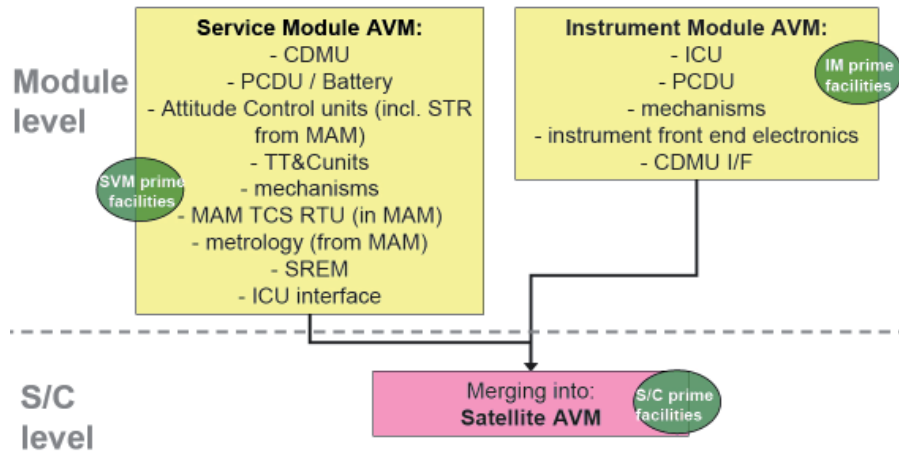 Module
level
Service Module AVM:
- CDMU
- PCDU / Battery
- Attitude Control units (incl. STR
from MAM)
- TT&Cunits
- mechanisms
- MAM TCS RTU (in MAM)
- metrology (from MAM)
- SREM
- ICU interface
SVM prime
facilities
Instrument Module AVM:
- ICU
- PCDU
- mechanisms
- instrument front end electronics
- CDMU I/F
IM prime
facilities
S/C
level
Merging into:
Satellite AVM
S/C prime
facilities